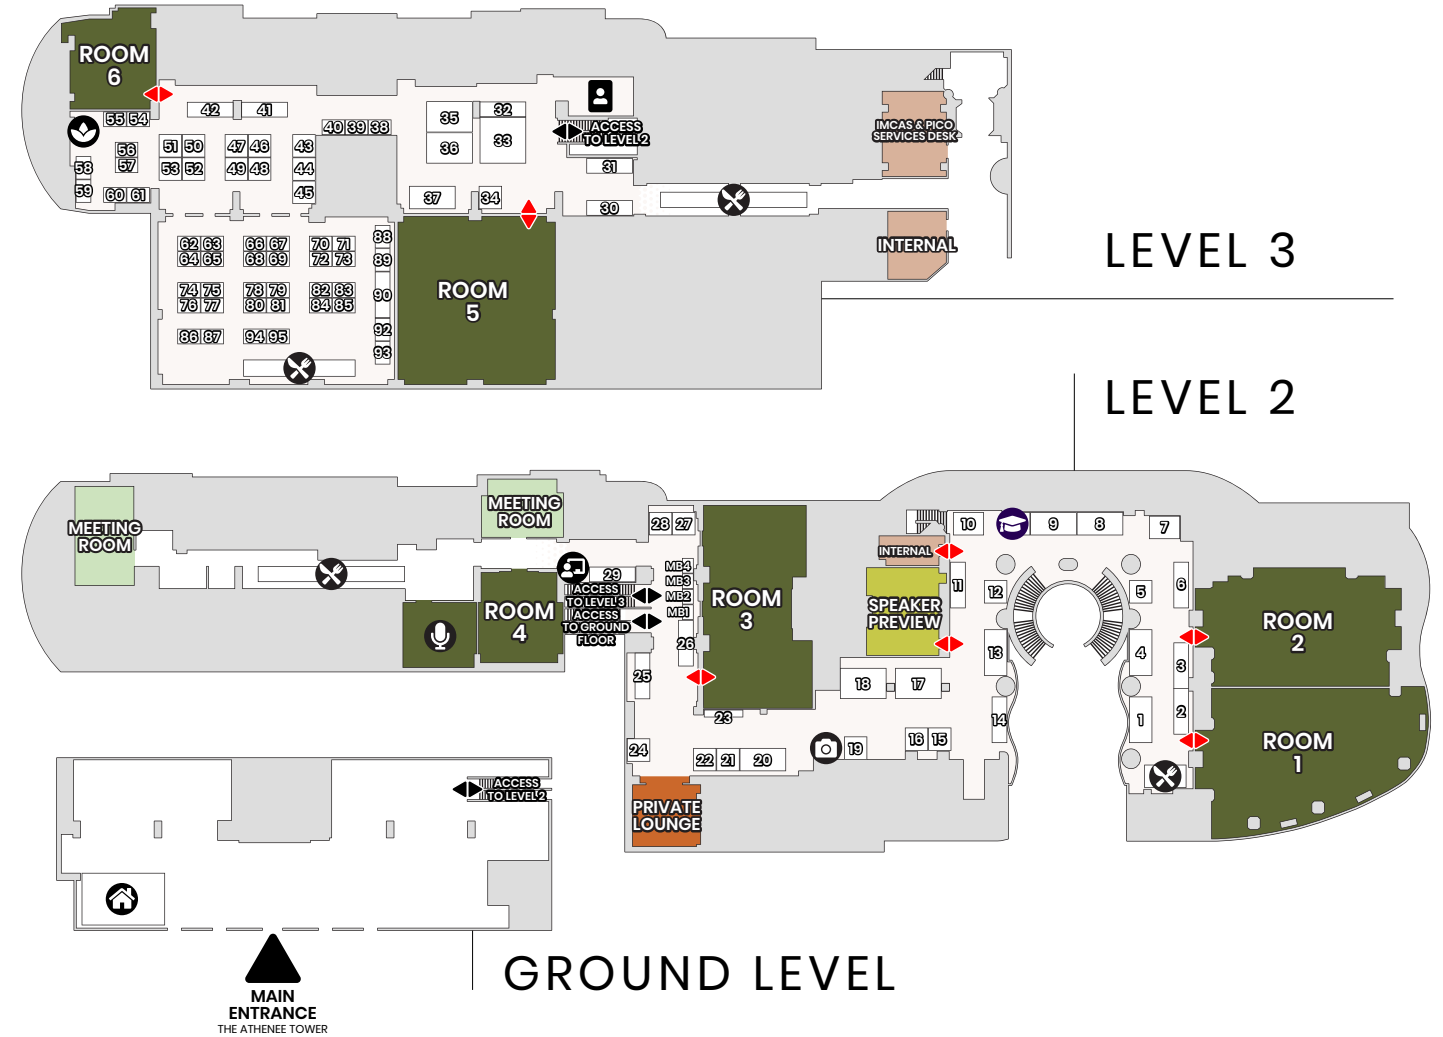 ROOM
6
42 41
55 54
40 39 38
35
32
36
33
ACCESS
TO LEVEL 2
IMCAS & PICO
SERVICES DESK
56
57
51 50
53 52
47 46
49 48
43
44
45
58
59
60 61
37
34
31
30
INTERNAL
LEVEL 3
62 63
64 65
66 67
68 69
70 71
72 73
88
89
90
92
93
74 75
76 77
78 79
80 81
82 83
84 85
86 87
94 95
ROOM
5
LEVEL 2
MEETING
ROOM
MEETING
ROOM
28 27
29
MB4
MB3
MB2
MB1
ACCESS
TO LEVEL 3
ACCESS
TO GROUND
FLOOR
ROOM
4
26
25
24
ROOM
3
23
22 21 20
19
PRIVATE
LOUNGE
INTERNAL
SPEAKER
PREVIEW
10
9
8
7
11
12
13
14
18
17
16 15
5
6
4
3
1
2
ROOM
2
ROOM
1
ACCESS
TO LEVEL 2
GROUND LEVEL
MAIN
ENTRANCE
THE ATHENEE TOWER